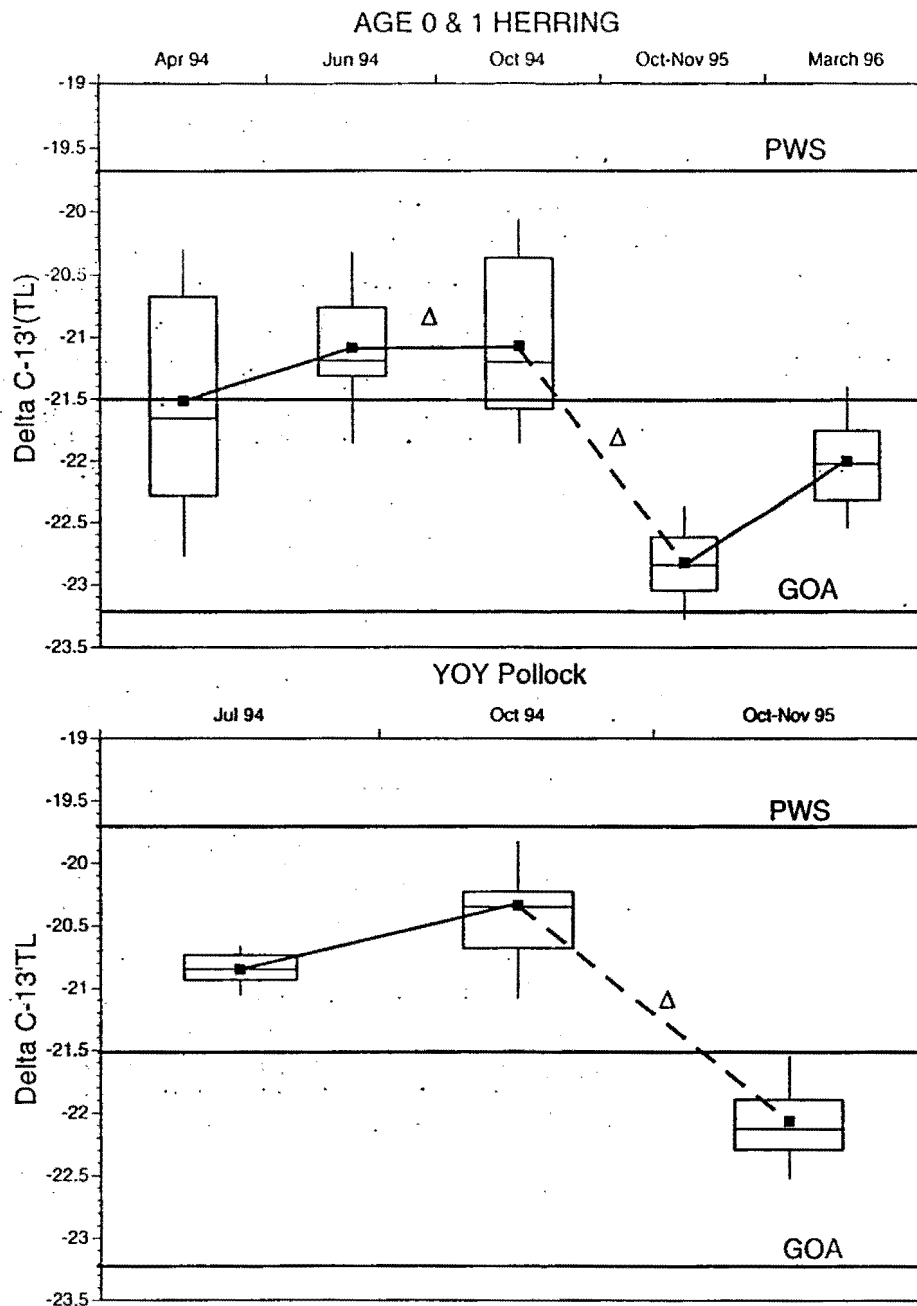 AGE 0 & 1 HERRING
Apr 94 Jun 94 Oct 94 Oct-Nov 95 March 96
-19
-19.5
PWS
-20
-20.5
Δ
-21
-21.5
Δ
-22
-22.5
-23
GOA
-23.5
Delta C-13'(TL)
YOY Pollock
Jul 94 Oct 94 Oct-Nov 95
-19
-19.5
PWS
-20
-20.5
-21
Δ
-21.5
-22
-22.5
-23
GOA
-23.5
Delta C-13'TL